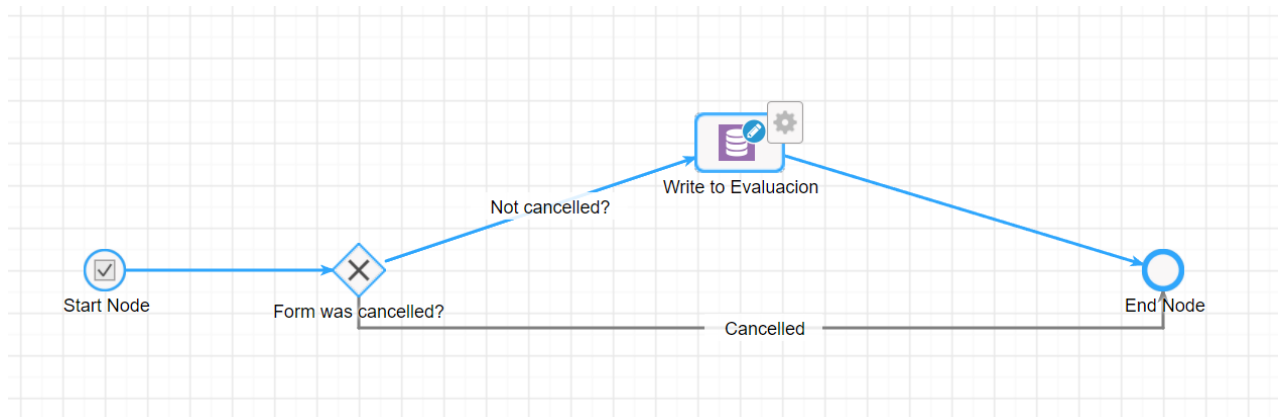 Write to Evaluacion
Not cancelled?
Start Node
Form was cancelled?
End Node
Cancelled